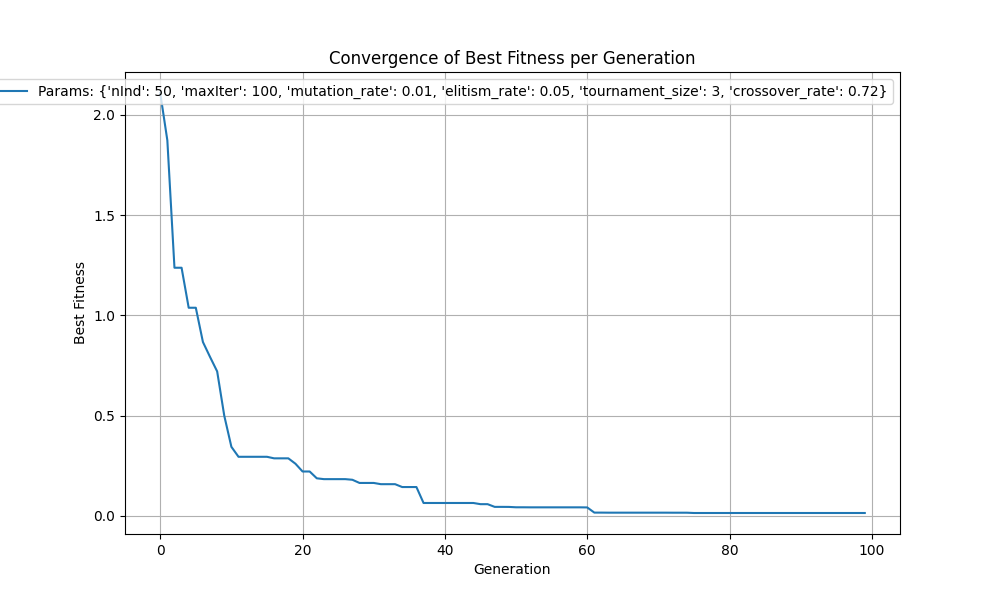 Convergence of Best Fitness per Generation
Params: {'nInd': 50, 'maxIter': 100, 'mutation_rate': 0.01, 'elitism_rate': 0.05, 'tournament_size': 3, 'crossover_rate': 0.72}
2.0
1.5
1.0
0.5
0.0
Best Fitness
0 20 40 60 80 100
Generation